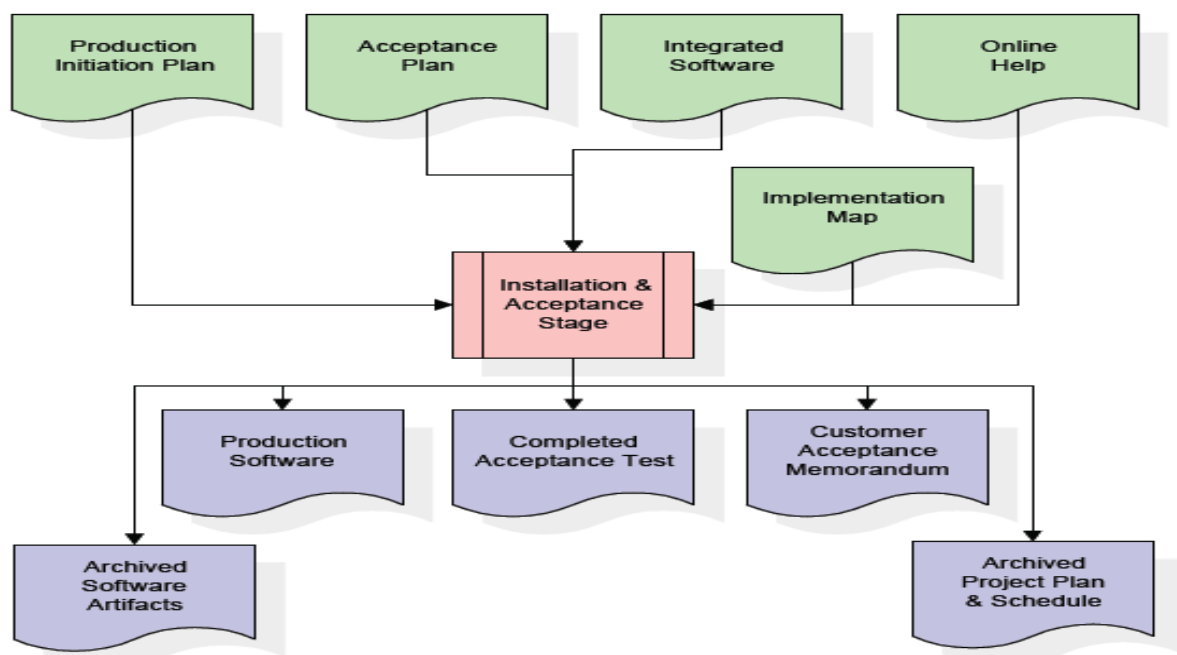 Production
Initiation Plan
Acceptance
Plan
Integrated
Software
Online
Help
Implementation
Map
Installation &
Acceptance
Stage
Production
Software
Completed
Acceptance Test
Customer
Acceptance
Memorandum
Archived
Software
Artifacts
Archived
Project Plan
& Schedule